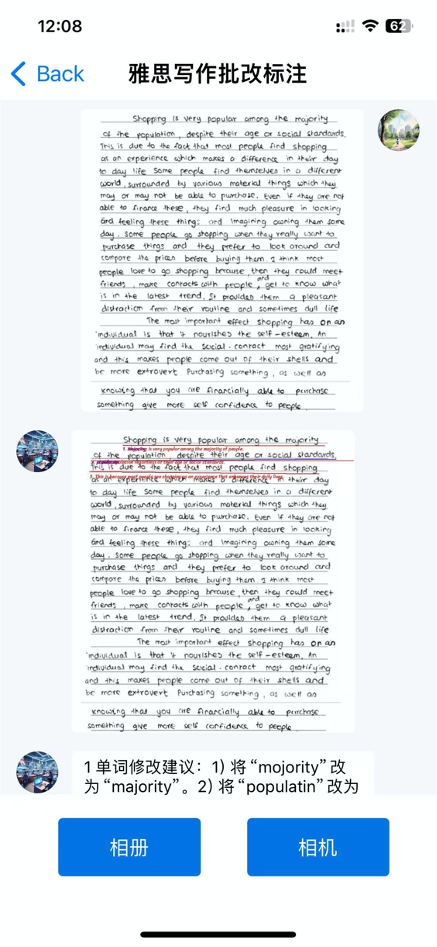 12:08
62
Back
雅思写作批改标注
Shopping is very popular among the mojority
of the population, despite their age or social standards.
This is due to the fact that most people find shopping
as an experience which makes a difference in their day
to day life Some people find themselves in a different
world, surrounded by various material things which they
may or may not be able to purchase. Even if they are not
able to finance these, they find much pleasure in looking
and feeling these things; and imagining owning them some
day. Some people go shopping when they really want to
purchase things and they prefer to look around and
compare the prices before buying them. I think most
people love to go shopping because, then they could meet
friends, make contacts with people, and get to know what
is in the latest trend. It provides them a pleasant
distraction from their routine and sometimes dull life
The most important effect shopping has on an
individual is that it nourishes the self-esteem. An
individual may find the social contract most gratifying
and this makes people come out of their shells and
be more extrovert Purchasing something, as well as
knowing that you are financially able to purchase
something give more self confidence to people.
Shopping is very popular among the mojority
is very popular among the majority of people.
of the population, despite their age or social standards.
This is due to the fact that most people find shopping
as an experience which makes a difference in their day
to day life Some people find themselves in a different
world, surrounded by various material things which they
may or may not be able to purchase. Even if they are not
able to finance these, they find much pleasure in looking
and feeling these things; and imagining owning them some
day. Some people go shopping when they really want to
purchase things and they prefer to look around and
compare the prices before buying them. I think most
people love to go shopping because, then they could meet
friends, make contacts with people, and get to know what
is in the latest trend. It provides them a pleasant
distraction from their routine and sometimes dull life
The most important effect shopping has on an
individual is that it nourishes the self-esteem. An
individual may find the social contract most gratifying
and this makes people come out of their shells and
be more extrovert Purchasing something, as well as
knowing that you are financially able to purchase
something give more self confidence to people.
1 单词修改建议：1) 将“mojority”改
为“majority”。2) 将“populatin”改为
相册
相机